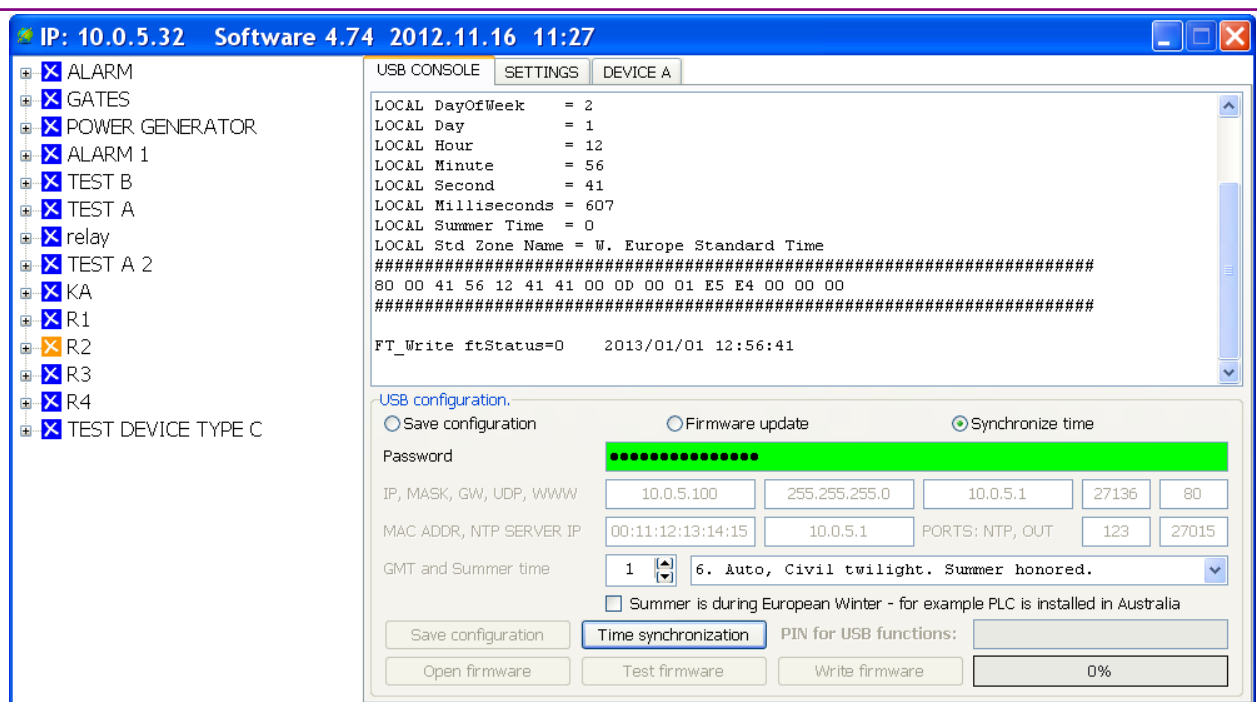 IP: 10.0.5.32 Software 4.74 2012.11.16 11:27
ALARM
GATES
POWER GENERATOR
ALARM 1
TEST B
TEST A
relay
TEST A 2
KA
R1
R2
R3
R4
TEST DEVICE TYPE C
USB CONSOLE SETTINGS DEVICE A
LOCAL DayOfWeek = 2
LOCAL Day = 1
LOCAL Hour = 12
LOCAL Minute = 56
LOCAL Second = 41
LOCAL Milliseconds = 607
LOCAL Summer Time = 0
LOCAL Std Zone Name = W. Europe Standard Time
########################################################################
80 00 41 56 12 41 41 00 0D 00 01 E5 E4 00 00 00
########################################################################
FT_Write ftStatus=0 2013/01/01 12:56:41
USB configuration.
Save configuration Firmware update Synchronize time
Password ●●●●●●●●●●●●●●●
IP, MASK, GW, UDP, WWW 10.0.5.100 255.255.255.0 10.0.5.1 27136 80
MAC ADDR, NTP SERVER IP 00:11:12:13:14:15 10.0.5.1 PORTS: NTP, OUT 123 27015
GMT and Summer time 1 6. Auto, Civil twilight. Summer honored.
Summer is during European Winter - for example PLC is installed in Australia
Save configuration Time synchronization PIN for USB functions:
Open firmware Test firmware Write firmware 0%